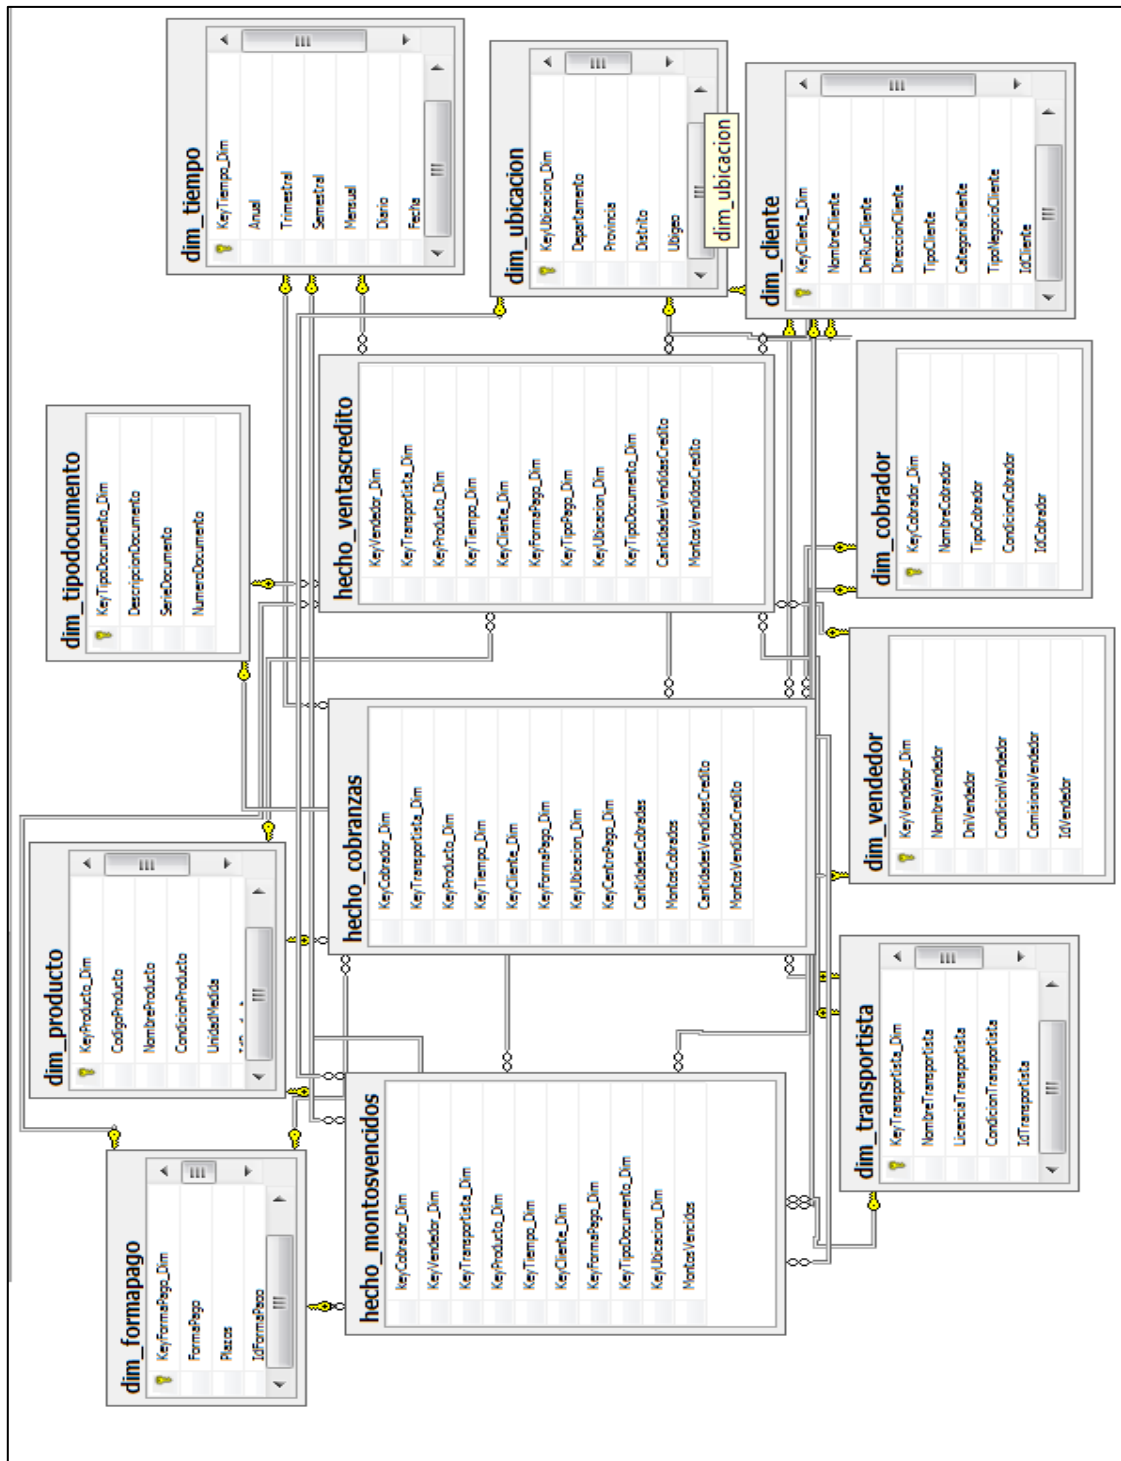 dim_formapago
KeyFormaPago_Dim
FormaPago
Plazos
IdFormaPago
dim_producto
KeyProducto_Dim
CodigoProducto
NombreProducto
CondicionProducto
UnidadMedida
dim_tipodocumento
KeyTipoDocumento_Dim
DescripcionDocumento
SerieDocumento
NumeroDocumento
dim_tiempo
KeyTiempo_Dim
Anual
Trimestral
Semestral
Mensual
Diario
Fecha
hecho_montosvencidos
keyCobrador_Dim
KeyVendedor_Dim
KeyTransportista_Dim
KeyProducto_Dim
KeyTiempo_Dim
KeyCliente_Dim
KeyFormaPago_Dim
KeyTipoDocumento_Dim
KeyUbicacion_Dim
MontosVencidos
hecho_cobranzas
KeyCobrador_Dim
KeyTransportista_Dim
KeyProducto_Dim
KeyTiempo_Dim
KeyCliente_Dim
KeyFormaPago_Dim
KeyUbicacion_Dim
KeyCentroPago_Dim
CantidadesCobradas
MontosCobrados
CantidadesVendidasCredito
MontosVendidosCredito
hecho_ventascredito
KeyVendedor_Dim
KeyTransportista_Dim
KeyProducto_Dim
KeyTiempo_Dim
KeyCliente_Dim
KeyFormaPago_Dim
KeyTipoPago_Dim
KeyUbicacion_Dim
KeyTipoDocumento_Dim
CantidadesVendidasCredito
MontosVendidosCredito
dim_ubicacion
KeyUbicacion_Dim
Departamento
Provincia
Distrito
Ubigeo
dim_ubicacion
dim_transportista
KeyTransportista_Dim
NombreTransportista
LicenciaTransportista
CondicionTransportista
IdTransportista
dim_vendedor
KeyVendedor_Dim
NombreVendedor
DniVendedor
CondicionVendedor
ComisionaVendedor
IdVendedor
dim_cobrador
KeyCobrador_Dim
NombreCobrador
TipoCobrador
CondicionCobrador
IdCobrador
dim_cliente
KeyCliente_Dim
NombreCliente
DniRucCliente
DireccionCliente
TipoCliente
CategoriaCliente
TipoNegocioCliente
IdCliente